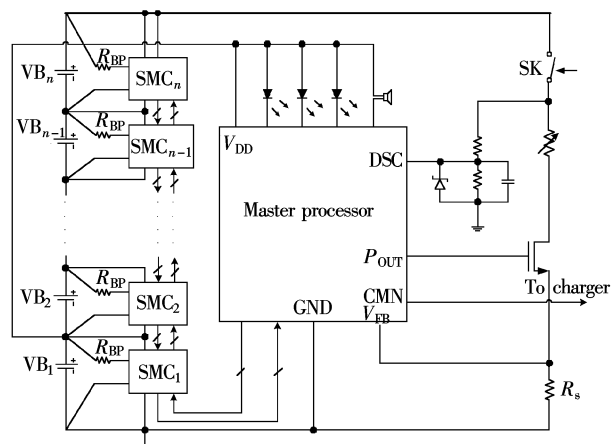 VBn
RBP
SMCn
VBn−1
RBP
SMCn−1
VB2
RBP
SMC2
VB1
RBP
SMC1
VDD
DSC
Master processor
POUT
CMN
VFB
GND
SK
To charger
Rs